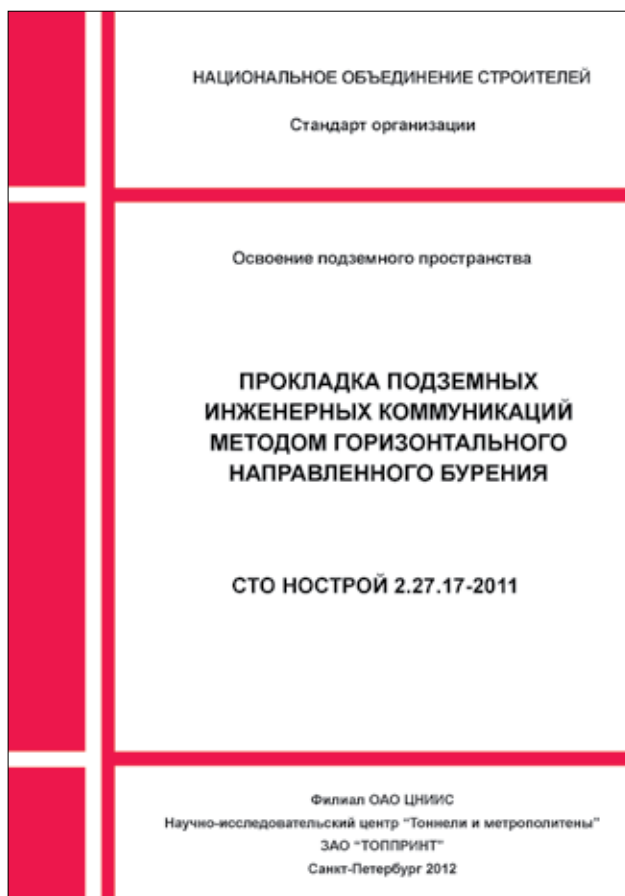 НАЦИОНАЛЬНОЕ ОБЪЕДИНЕНИЕ СТРОИТЕЛЕЙ
Стандарт организации
Освоение подземного пространства
ПРОКЛАДКА ПОДЗЕМНЫХ
ИНЖЕНЕРНЫХ КОММУНИКАЦИЙ
МЕТОДОМ ГОРИЗОНТАЛЬНОГО
НАПРАВЛЕННОГО БУРЕНИЯ
СТО НОСТРОЙ 2.27.17-2011
Филиал ОАО ЦНИИС
Научно-исследовательский центр "Тоннели и метрополитены"
ЗАО "ТОППРИНТ"
Санкт-Петербург 2012